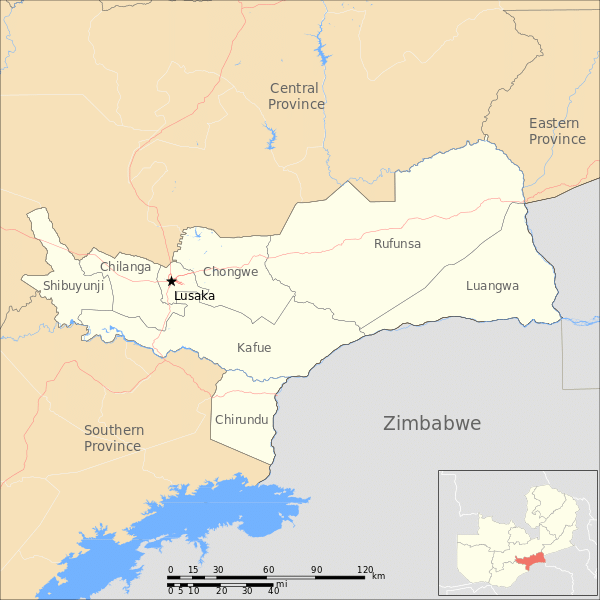 Central
Province
Eastern
Province
Rufunsa
Chilanga
Chongwe
Shibuyunji
Luangwa
Lusaka
Kafue
Chirundu
Zimbabwe
Southern
Province
0 15 30 60 90 120
km
0 5 10 20 30 40 mi